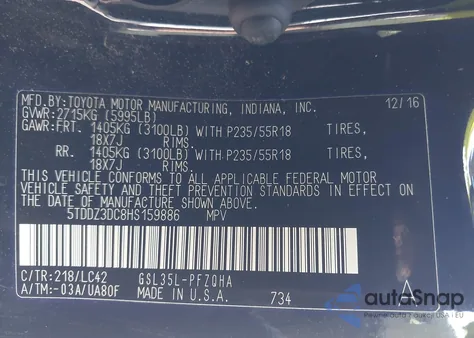 MFD.BY:TOYOTA MOTOR MANUFACTURING, INDIANA, INC. 12/16
GVWR: 2715KG (5995LB)
GAWR:FRT. 1405KG (3100LB) WITH P235/55R18 TIRES,
18X7J RIMS.
RR. 1405KG (3100LB) WITH P235/55R18 TIRES,
18X7J RIMS.
THIS VEHICLE CONFORMS TO ALL APPLICABLE FEDERAL MOTOR
VEHICLE SAFETY AND THEFT PREVENTION STANDARDS IN EFFECT ON
THE DATE OF MANUFACTURE SHOWN ABOVE.
5TDDZ3DC8HS159886 MPV
C/TR:218/LC42 GSL35L-PFZQHA
A/TM:-03A/UA80F MADE IN U.S.A. 734
A
autoSnap